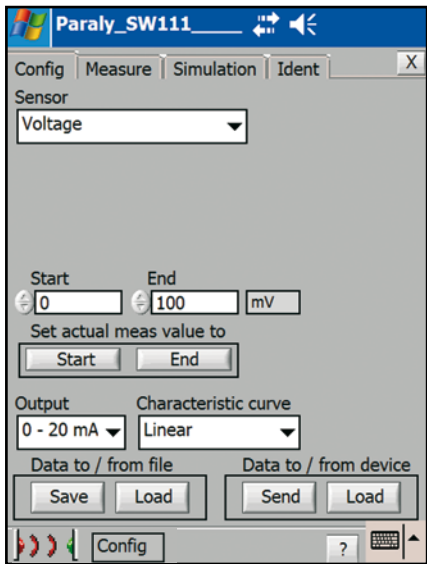 Paraly_SW111____
Config Measure Simulation Ident X
Sensor
Voltage
Start End
0 100 mV
Set actual meas value to
Start End
Output Characteristic curve
0 - 20 mA Linear
Data to / from file Data to / from device
Save Load Send Load
Config ?